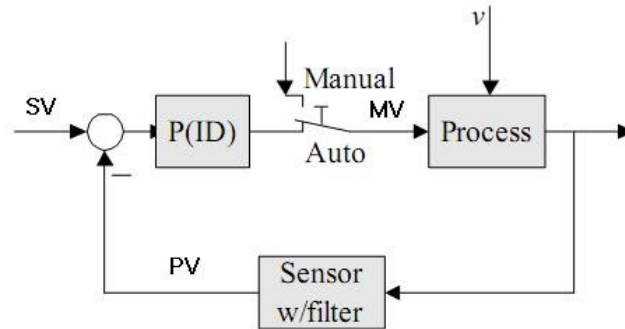 v
Manual
SV
P(ID)
MV
Process
Auto
−
PV
Sensor
w/filter